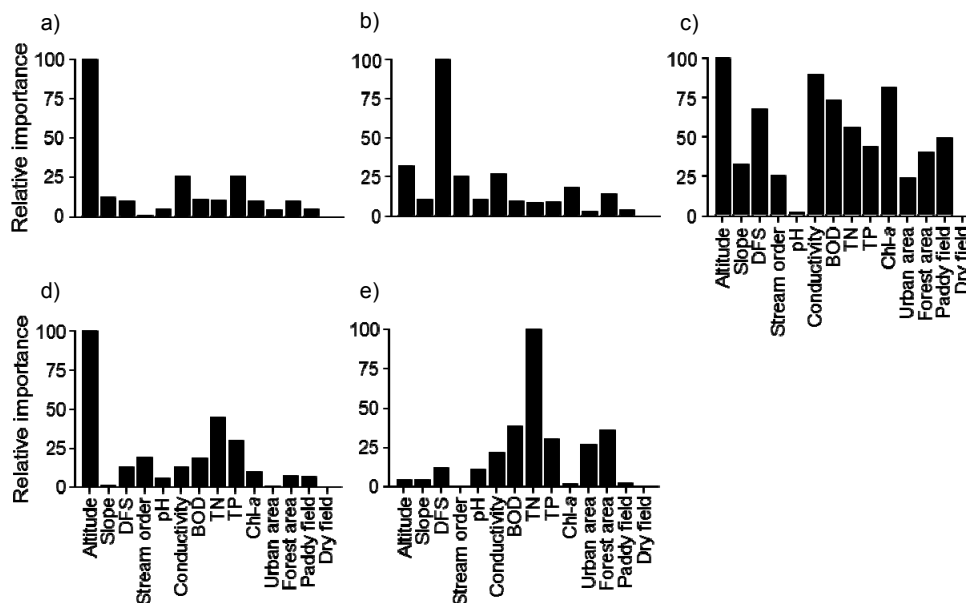 a)
b)
c)
Relative importance
100
75
50
25
0
100
75
50
25
0
100
75
50
25
0
Altitude
Slope
DFS
Stream order
pH
Conductivity
BOD
TN
TP
Chl-a
Urban area
Forest area
Paddy field
Dry field
d)
e)
Relative importance
100
75
50
25
0
100
75
50
25
0
Altitude
Slope
DFS
Stream order
pH
Conductivity
BOD
TN
TP
Chl-a
Urban area
Forest area
Paddy field
Dry field
Altitude
Slope
DFS
Stream order
pH
Conductivity
BOD
TN
TP
Chl-a
Urban area
Forest area
Paddy field
Dry field